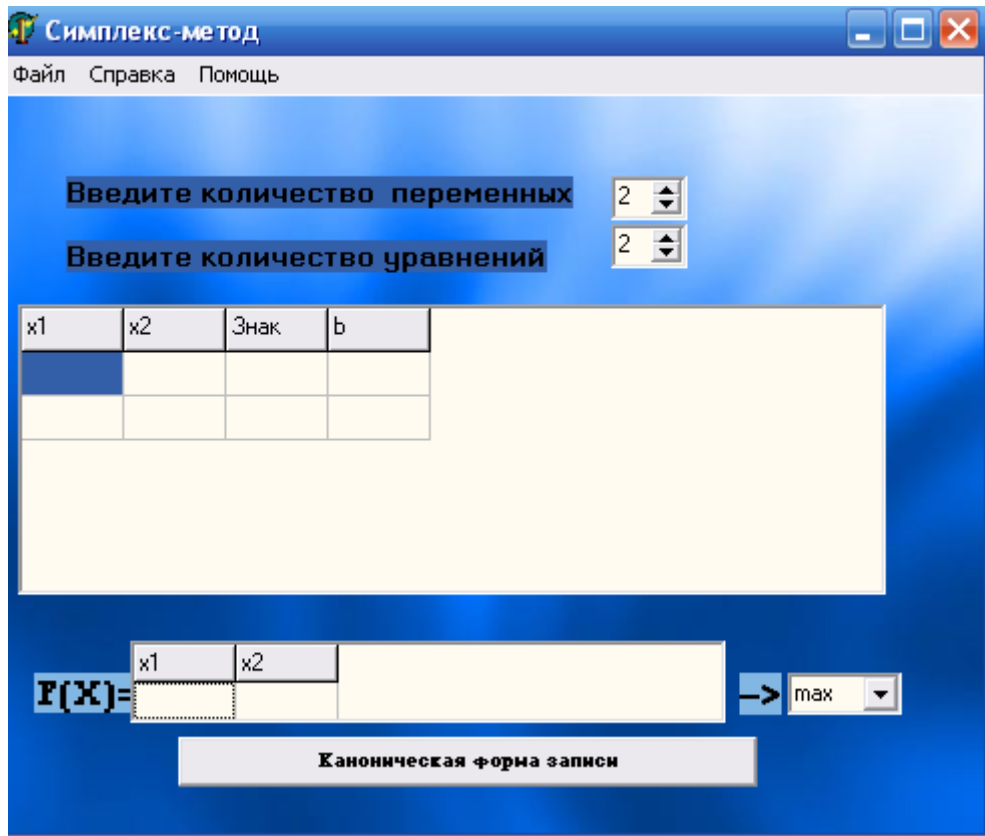 Симплекс-метод
Файл Справка Помощь
Введите количество переменных 2
Введите количество уравнений 2
x1 x2 Знак b
x1 x2
F(X)= –> max
Каноническая форма записи